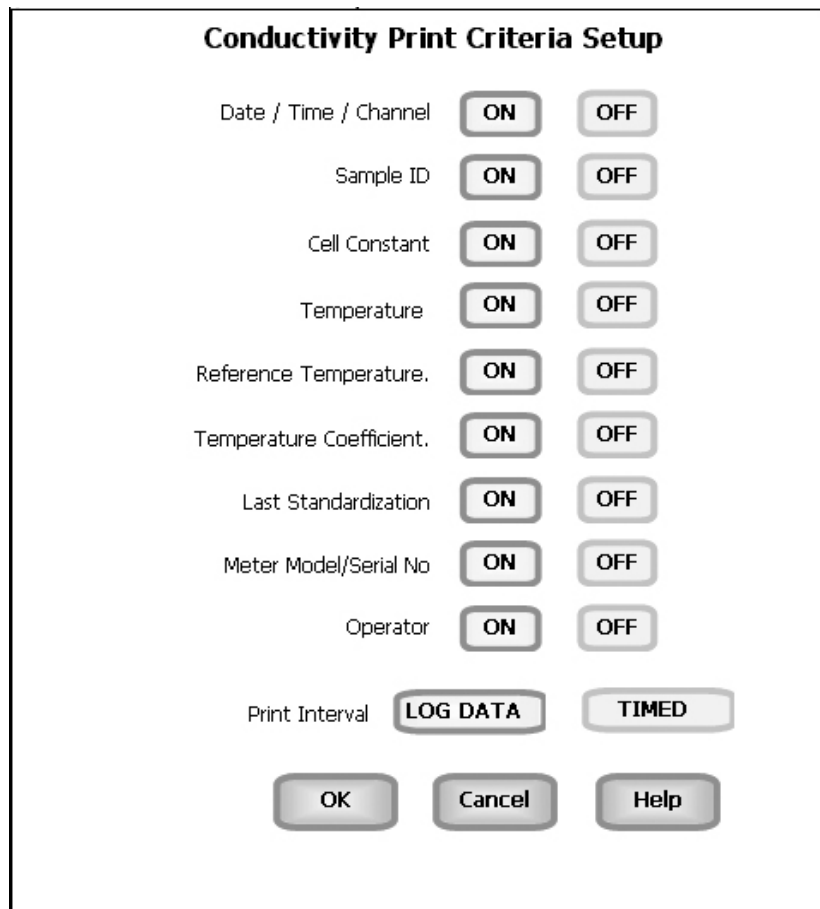 Conductivity Print Criteria Setup
Date / Time / Channel ON OFF
Sample ID ON OFF
Cell Constant ON OFF
Temperature ON OFF
Reference Temperature. ON OFF
Temperature Coefficient. ON OFF
Last Standardization ON OFF
Meter Model/Serial No ON OFF
Operator ON OFF
Print Interval LOG DATA TIMED
OK Cancel Help